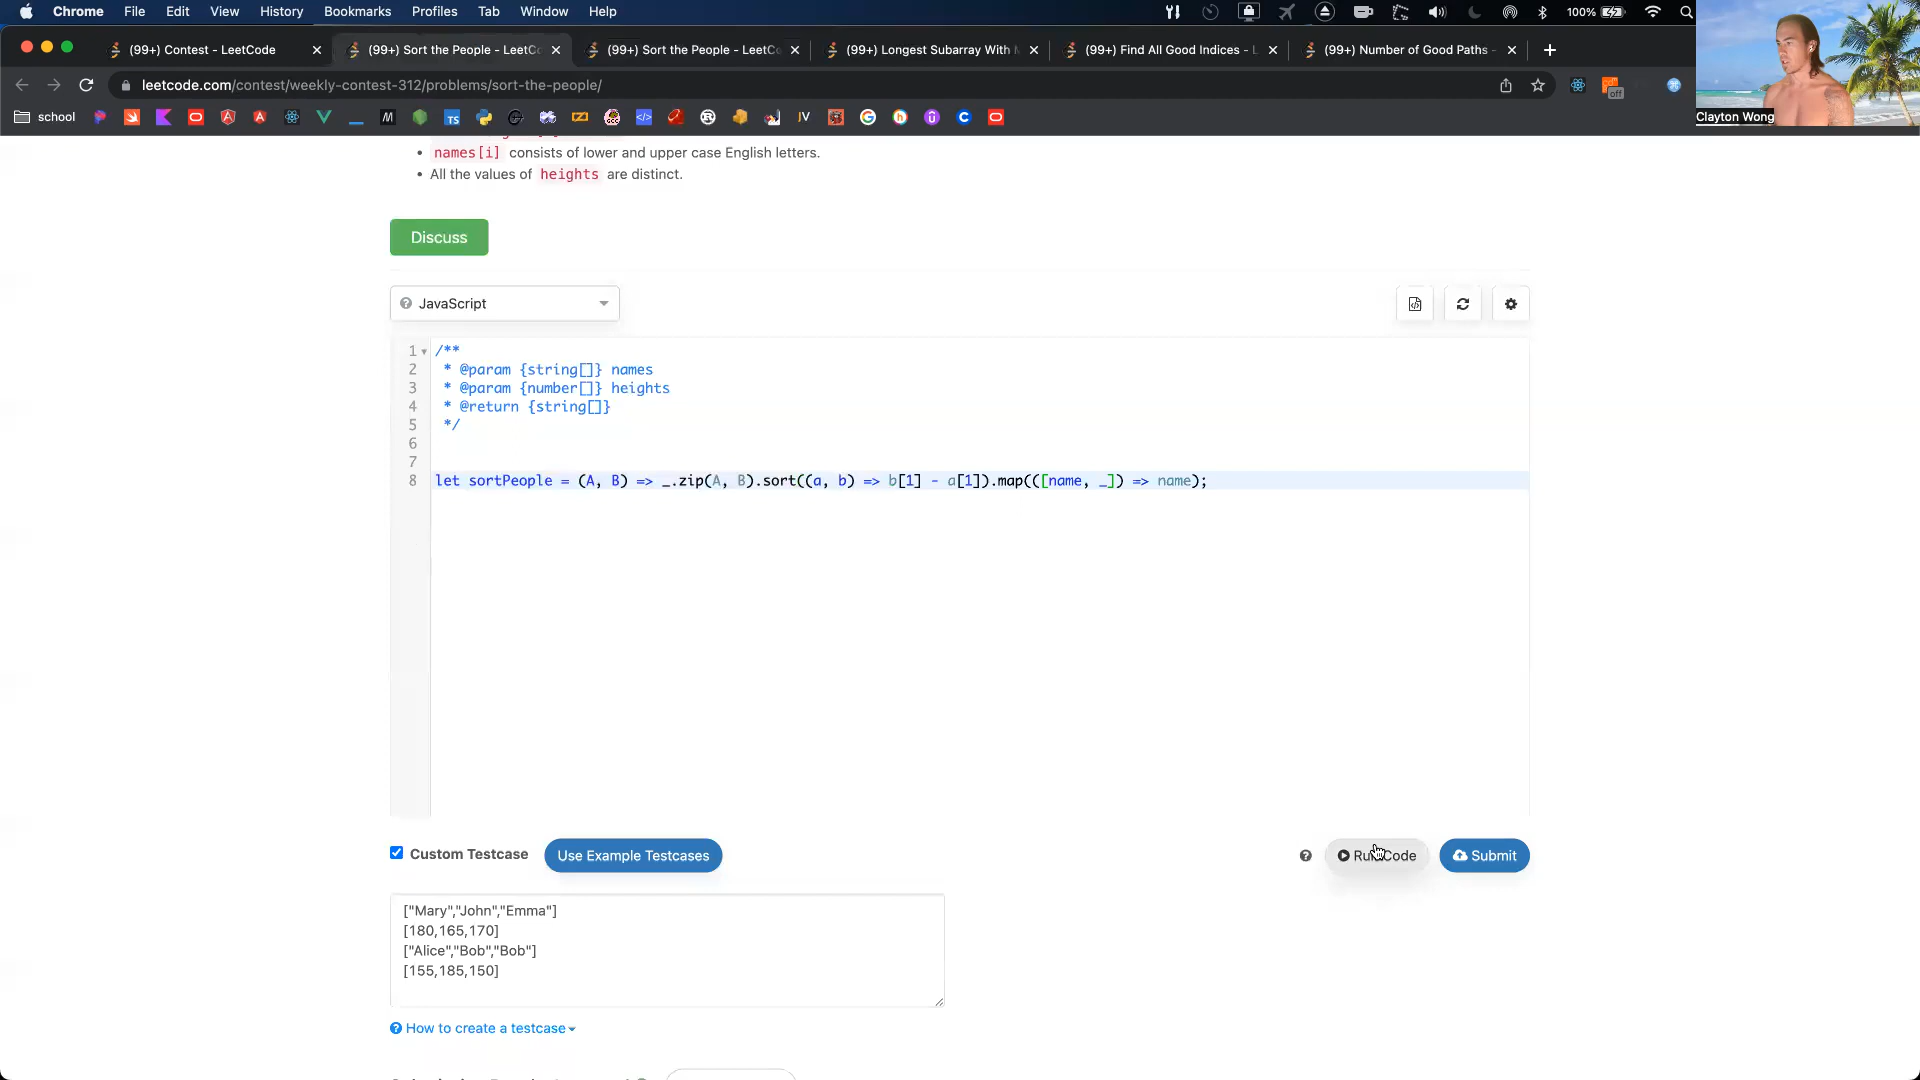 Chrome File Edit View History Bookmarks Profiles Tab Window Help 100%
(99+) Contest - LeetCode
(99+) Sort the People - LeetCo
(99+) Sort the People - LeetCo
(99+) Longest Subarray With M
(99+) Find All Good Indices - L
(99+) Number of Good Paths -
leetcode.com/contest/weekly-contest-312/problems/sort-the-people/
off
Clayton Wong
school
TS
JV
names[i] consists of lower and upper case English letters.
All the values of heights are distinct.
Discuss
JavaScript
1 /**
2 * @param {string[]} names
3 * @param {number[]} heights
4 * @return {string[]}
5 */
6
7
8 let sortPeople = (A, B) => _.zip(A, B).sort((a, b) => b[1] - a[1]).map(([name, _]) => name);
Custom Testcase
Use Example Testcases
Run Code
Submit
["Mary","John","Emma"]
[180,165,170]
["Alice","Bob","Bob"]
[155,185,150]
How to create a testcase